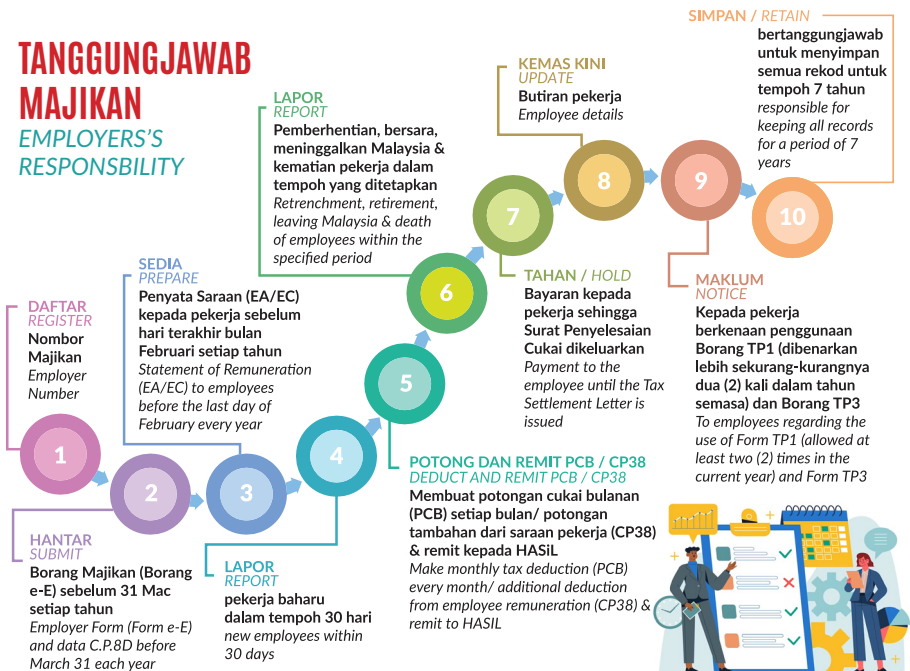 TANGGUNGJAWAB
MAJIKAN
EMPLOYERS'S
RESPONSBILITY
1
DAFTAR
REGISTER
Nombor
Majikan
Employer
Number
2
HANTAR
SUBMIT
Borang Majikan (Borang
e-E) sebelum 31 Mac
setiap tahun
Employer Form (Form e-E)
and data C.P.8D before
March 31 each year
3
SEDIA
PREPARE
Penyata Saraan (EA/EC)
kepada pekerja sebelum
hari terakhir bulan
Februari setiap tahun
Statement of Remuneration
(EA/EC) to employees
before the last day of
February every year
4
LAPOR
REPORT
pekerja baharu
dalam tempoh 30 hari
new employees within
30 days
5
POTONG DAN REMIT PCB / CP38
DEDUCT AND REMIT PCB / CP38
Membuat potongan cukai bulanan
(PCB) setiap bulan/ potongan
tambahan dari saraan pekerja (CP38)
& remit kepada HASiL
Make monthly tax deduction (PCB)
every month/ additional deduction
from employee remuneration (CP38) &
remit to HASIL
6
LAPOR
REPORT
Pemberhentian, bersara,
meninggalkan Malaysia &
kematian pekerja dalam
tempoh yang ditetapkan
Retrenchment, retirement,
leaving Malaysia & death
of employees within the
specified period
7
TAHAN / HOLD
Bayaran kepada
pekerja sehingga
Surat Penyelesaian
Cukai dikeluarkan
Payment to the
employee until the Tax
Settlement Letter is
issued
8
KEMAS KINI
UPDATE
Butiran pekerja
Employee details
9
MAKLUM
NOTICE
Kepada pekerja
berkenaan penggunaan
Borang TP1 (dibenarkan
lebih sekurang-kurangnya
dua (2) kali dalam tahun
semasa) dan Borang TP3
To employees regarding the
use of Form TP1 (allowed at
least two (2) times in the
current year) and Form TP3
10
SIMPAN / RETAIN
bertanggungjawab
untuk menyimpan
semua rekod untuk
tempoh 7 tahun
responsible for
keeping all records
for a period of 7
years